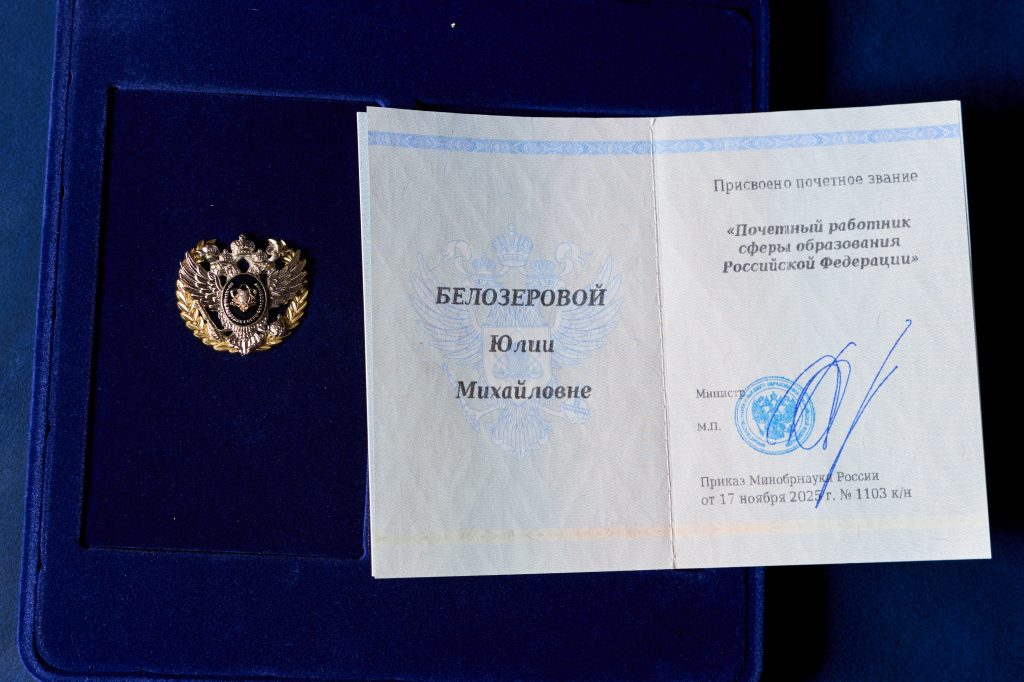 БЕЛОЗЕРОВОЙ
Юлии
Михайловне
Присвоено почетное звание
«Почетный работник
сферы образования
Российской Федерации»
Министр
М.П.
Приказ Минобрнауки России
от 17 ноября 2025 г. № 1103 к/н